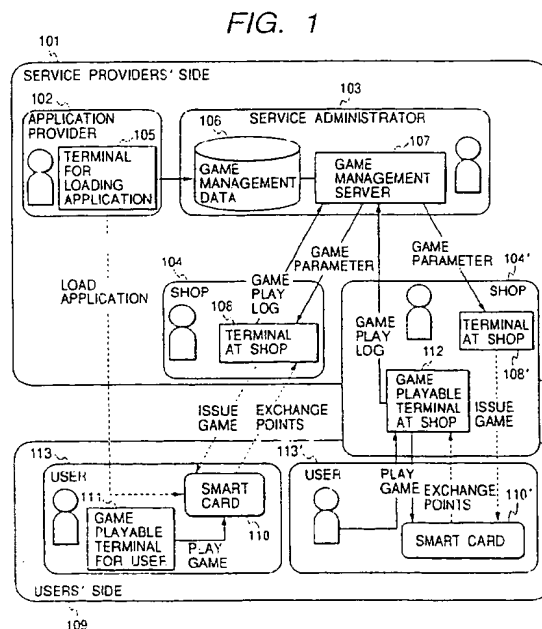 FIG. 1
101
SERVICE PROVIDERS' SIDE
102
APPLICATION
PROVIDER
105
TERMINAL
FOR
LOADING
APPLICATION
103
SERVICE ADMINISTRATOR
106
GAME
MANAGEMENT
DATA
107
GAME
MANAGEMENT
SERVER
LOAD
APPLICATION
104
SHOP
108
TERMINAL
AT SHOP
GAME
PLAY
LOG
GAME
PARAMETER
GAME
PARAMETER
104'
SHOP
TERMINAL
AT SHOP
108'
GAME
PLAY
LOG
112
GAME
PLAYABLE
TERMINAL
AT SHOP
ISSUE
GAME
ISSUE
GAME
EXCHANGE
POINTS
113
USER
111
GAME
PLAYABLE
TERMINAL
FOR USER
PLAY
GAME
SMART
CARD
110
113'
USER
PLAY
GAME
EXCHANGE
POINTS
110'
SMART CARD
USERS' SIDE
109